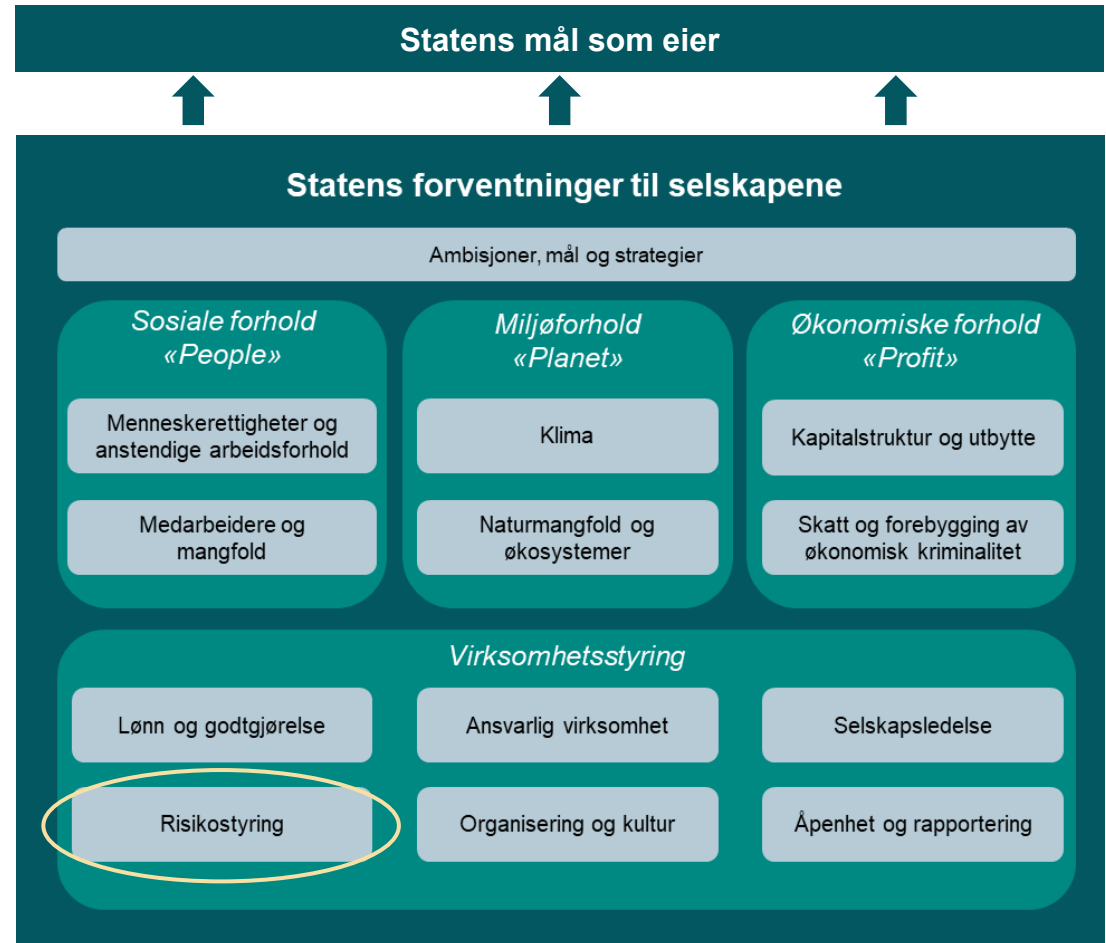 Statens mål som eier
Statens forventninger til selskapene
Ambisjoner, mål og strategier
Sosiale forhold
«People»
Menneskerettigheter og
anstendige arbeidsforhold
Medarbeidere og
mangfold
Miljøforhold
«Planet»
Klima
Naturmangfold og
økosystemer
Økonomiske forhold
«Profit»
Kapitalstruktur og utbytte
Skatt og forebygging av
økonomisk kriminalitet
Virksomhetsstyring
Lønn og godtgjørelse
Ansvarlig virksomhet
Selskapsledelse
Risikostyring
Organisering og kultur
Åpenhet og rapportering